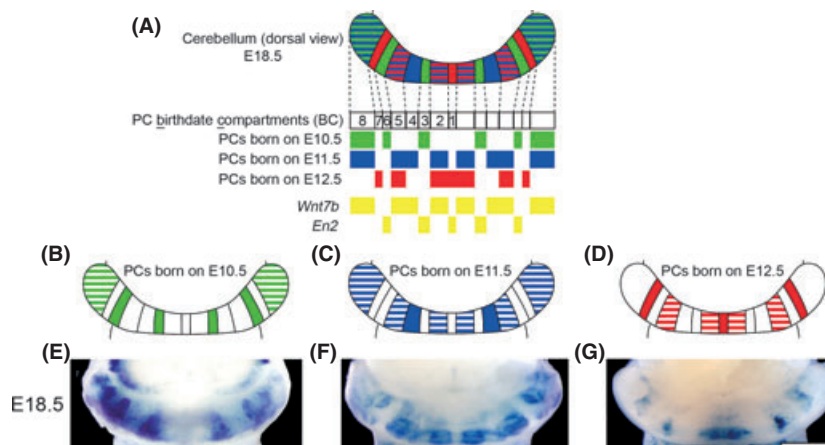 (A)
Cerebellum (dorsal view)
E18.5
PC birthdate compartments (BC)
8 7 6 5 4 3 2 1
PCs born on E10.5
PCs born on E11.5
PCs born on E12.5
Wnt7b
En2
(B) PCs born on E10.5
(C) PCs born on E11.5
(D) PCs born on E12.5
E18.5
(E)
(F)
(G)